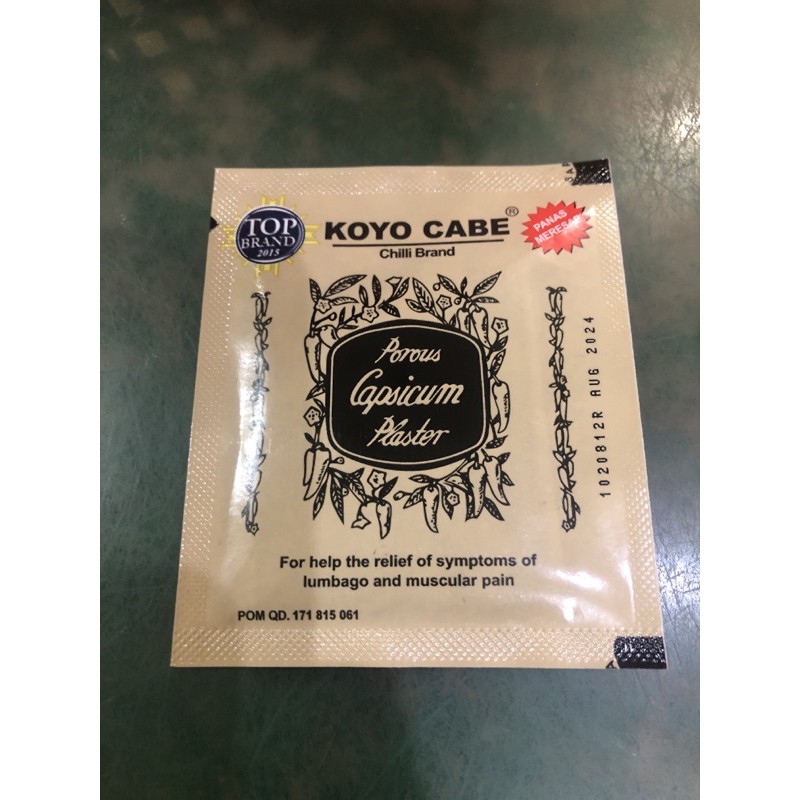 TOP
BRAND
2015
KOYO CABE®
Chilli Brand
PANAS
MERESAP
Porous
Capsicum
Plaster
1020812R AUG 2024
For help the relief of symptoms of
lumbago and muscular pain
POM QD. 171 815 061